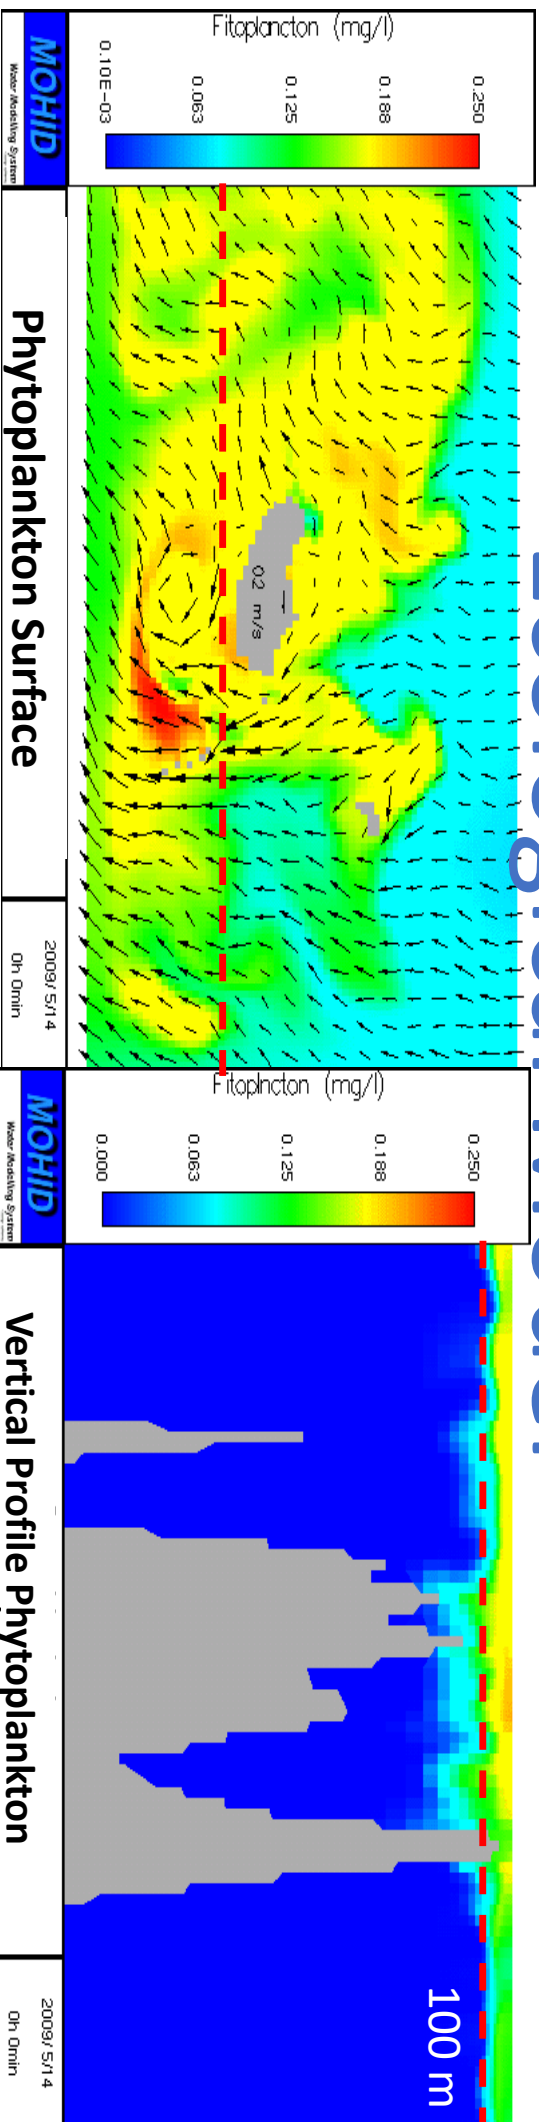 Fitoplancton (mg/l)
0.10E-03
0.063
0.125
0.188
0.250
0.2 m/s
MOHID
Water Modelling System
Phytoplankton Surface
2009/ 5/14
0h 0min
Fitoplncton (mg/l)
0.000
0.063
0.125
0.188
0.250
100 m
MOHID
Water Modelling System
Vertical Profile Phytoplankton
2009/ 5/14
0h 0min